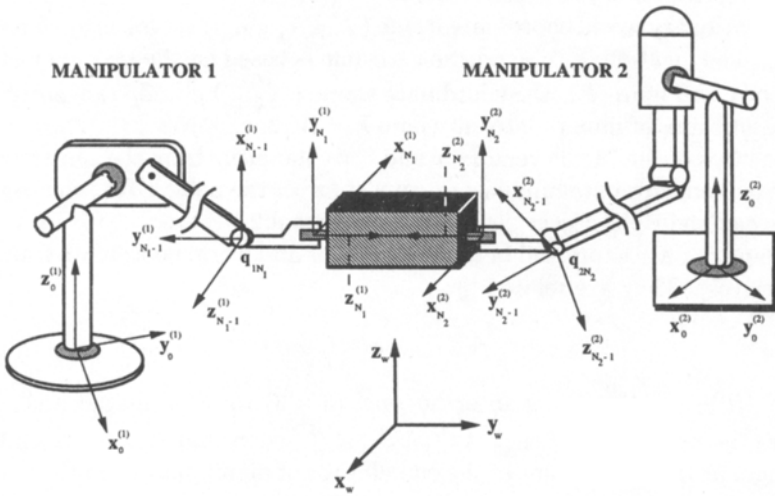 MANIPULATOR 1
MANIPULATOR 2
x_{N_1-1}^{(1)}
y_{N_1}^{(1)}
x_{N_1}^{(1)}
z_{N_2}^{(2)}
y_{N_2}^{(2)}
x_{N_2-1}^{(2)}
z_0^{(2)}
y_{N_1-1}^{(1)}
q_{1N_1}
z_0^{(1)}
z_{N_1-1}^{(1)}
z_{N_1}^{(1)}
x_{N_2}^{(2)}
y_{N_2-1}^{(2)}
q_{2N_2}
z_{N_2-1}^{(2)}
x_0^{(2)}
y_0^{(2)}
y_0^{(1)}
x_0^{(1)}
z_w
y_w
x_w